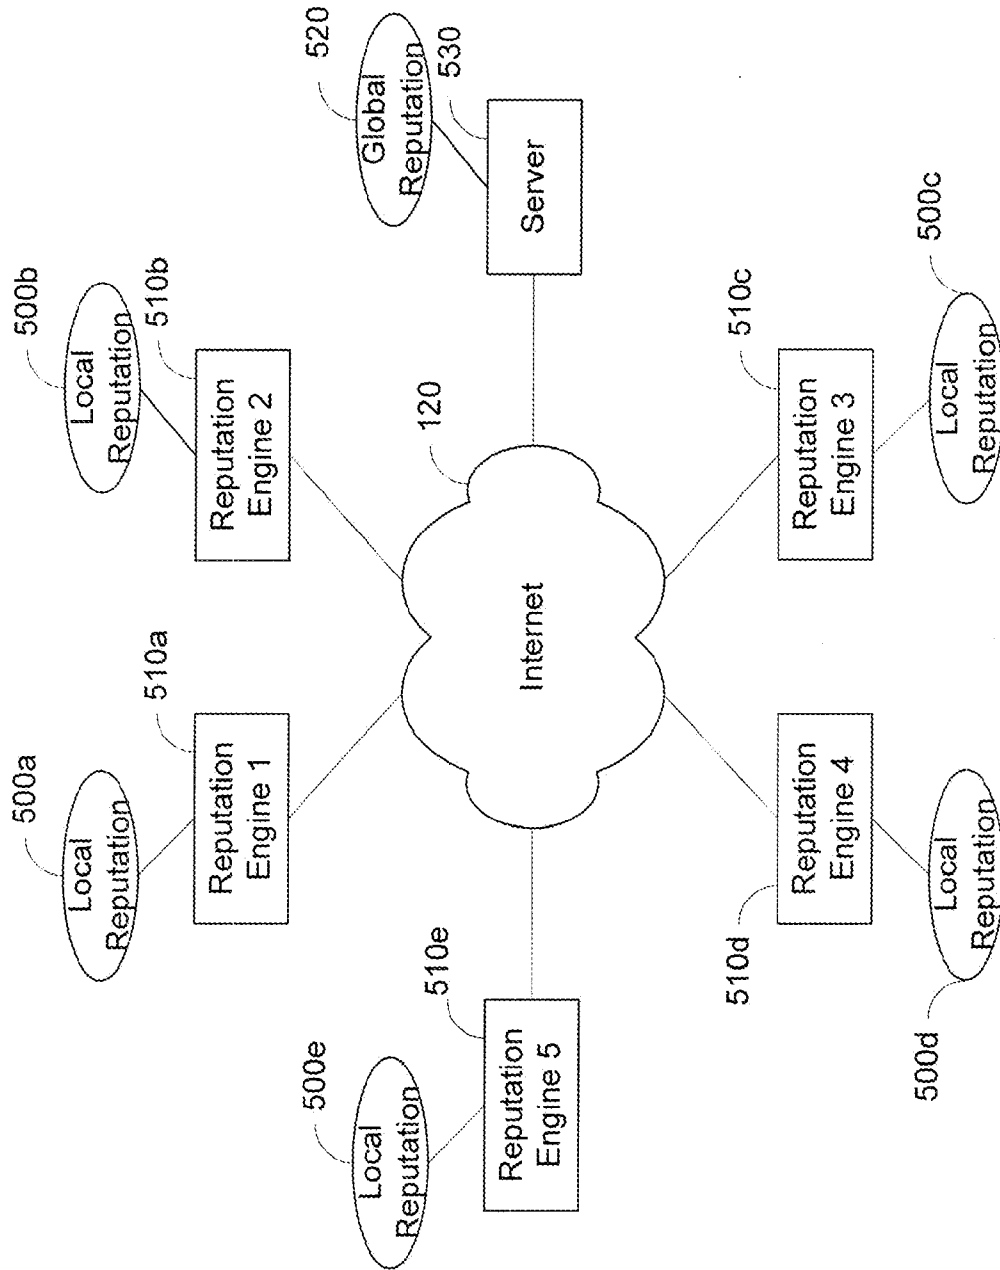 500a
Local
Reputation
510a
Reputation
Engine 1
500b
Local
Reputation
510b
Reputation
Engine 2
520
Global
Reputation
530
Server
500e
Local
Reputation
510e
Reputation
Engine 5
120
Internet
510d
Reputation
Engine 4
500d
Local
Reputation
510c
Reputation
Engine 3
500c
Local
Reputation